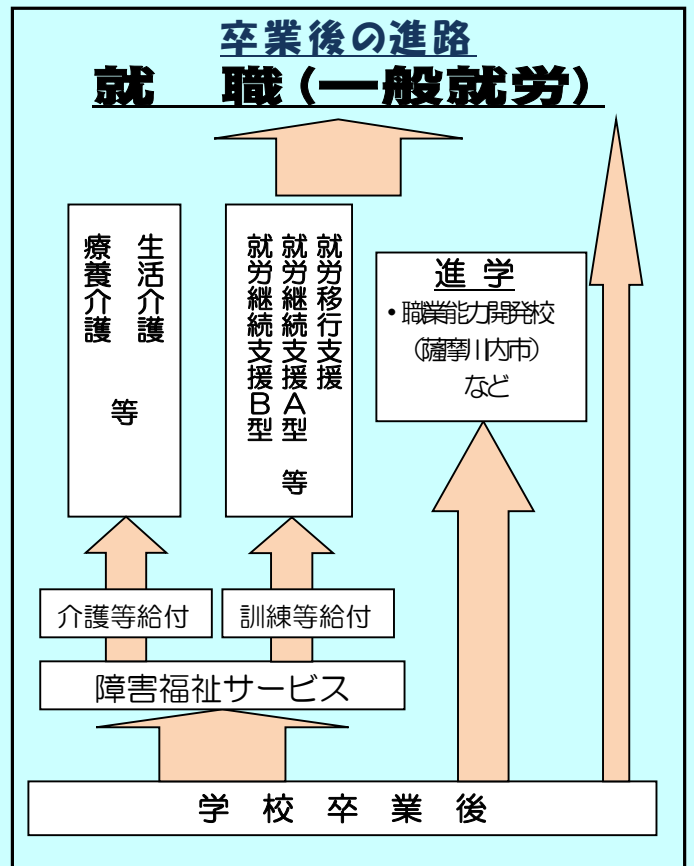 卒業後の進路
就　職(一般就労)
生活介護
療養介護
等
就労移行支援
就労継続支援A型　等
就労継続支援B型
進 学
・職業能力開発校
(薩摩川内市)
など
介護等給付
訓練等給付
障害福祉サービス
学 校 卒 業 後